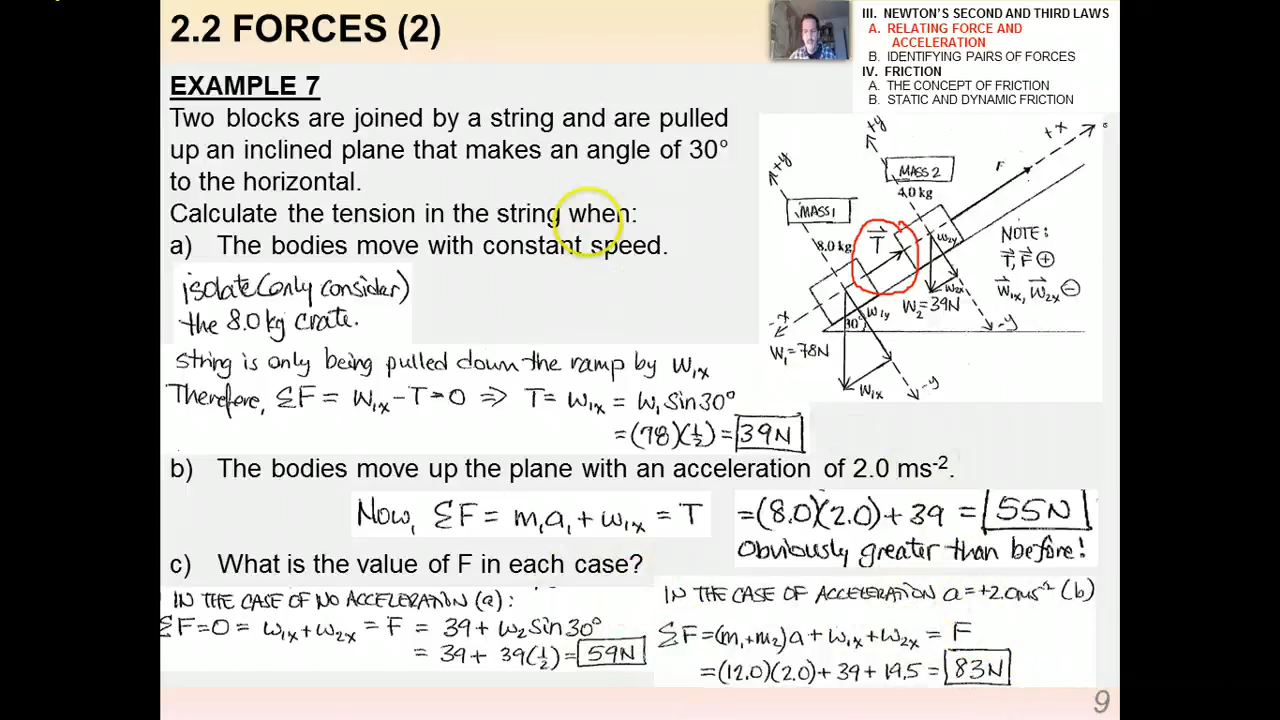 2.2 FORCES (2)
III. NEWTON'S SECOND AND THIRD LAWS
A. RELATING FORCE AND
ACCELERATION
B. IDENTIFYING PAIRS OF FORCES
IV. FRICTION
A. THE CONCEPT OF FRICTION
B. STATIC AND DYNAMIC FRICTION
EXAMPLE 7
Two blocks are joined by a string and are pulled
up an inclined plane that makes an angle of 30°
to the horizontal.
Calculate the tension in the string when:
a) The bodies move with constant speed.
isolate (only consider)
the 8.0 kg crate.
string is only being pulled down the ramp by W₁ₓ
Therefore, ΣF = W₁ₓ - T = 0 ⇒ T = W₁ₓ = W₁ sin30°
= (78)(½) = 39N
+y
+y
+x
MASS 2
F
4.0 kg
MASS 1
T⃗
8.0 kg
W₂y
NOTE:
T⃗, F⃗ ⊕
W⃗₁ₓ, W⃗₂ₓ ⊖
W₂ₓ
W₂ = 39N
-x
30°
W₁y
-y
W₁ = 78N
W₁ₓ
-y
b) The bodies move up the plane with an acceleration of 2.0 ms⁻².
Now, ΣF = m₁a₁ + W₁ₓ = T
= (8.0)(2.0) + 39 = 55N
Obviously greater than before!
c) What is the value of F in each case?
IN THE CASE OF NO ACCELERATION (a):
ΣF = 0 = W₁ₓ + W₂ₓ = F = 39 + W₂ sin30°
= 39 + 39(½) = 59N
IN THE CASE OF ACCELERATION a = +2.0ms⁻² (b)
ΣF = (m₁+m₂)a + W₁ₓ + W₂ₓ = F
= (12.0)(2.0) + 39 + 19.5 = 83N
9